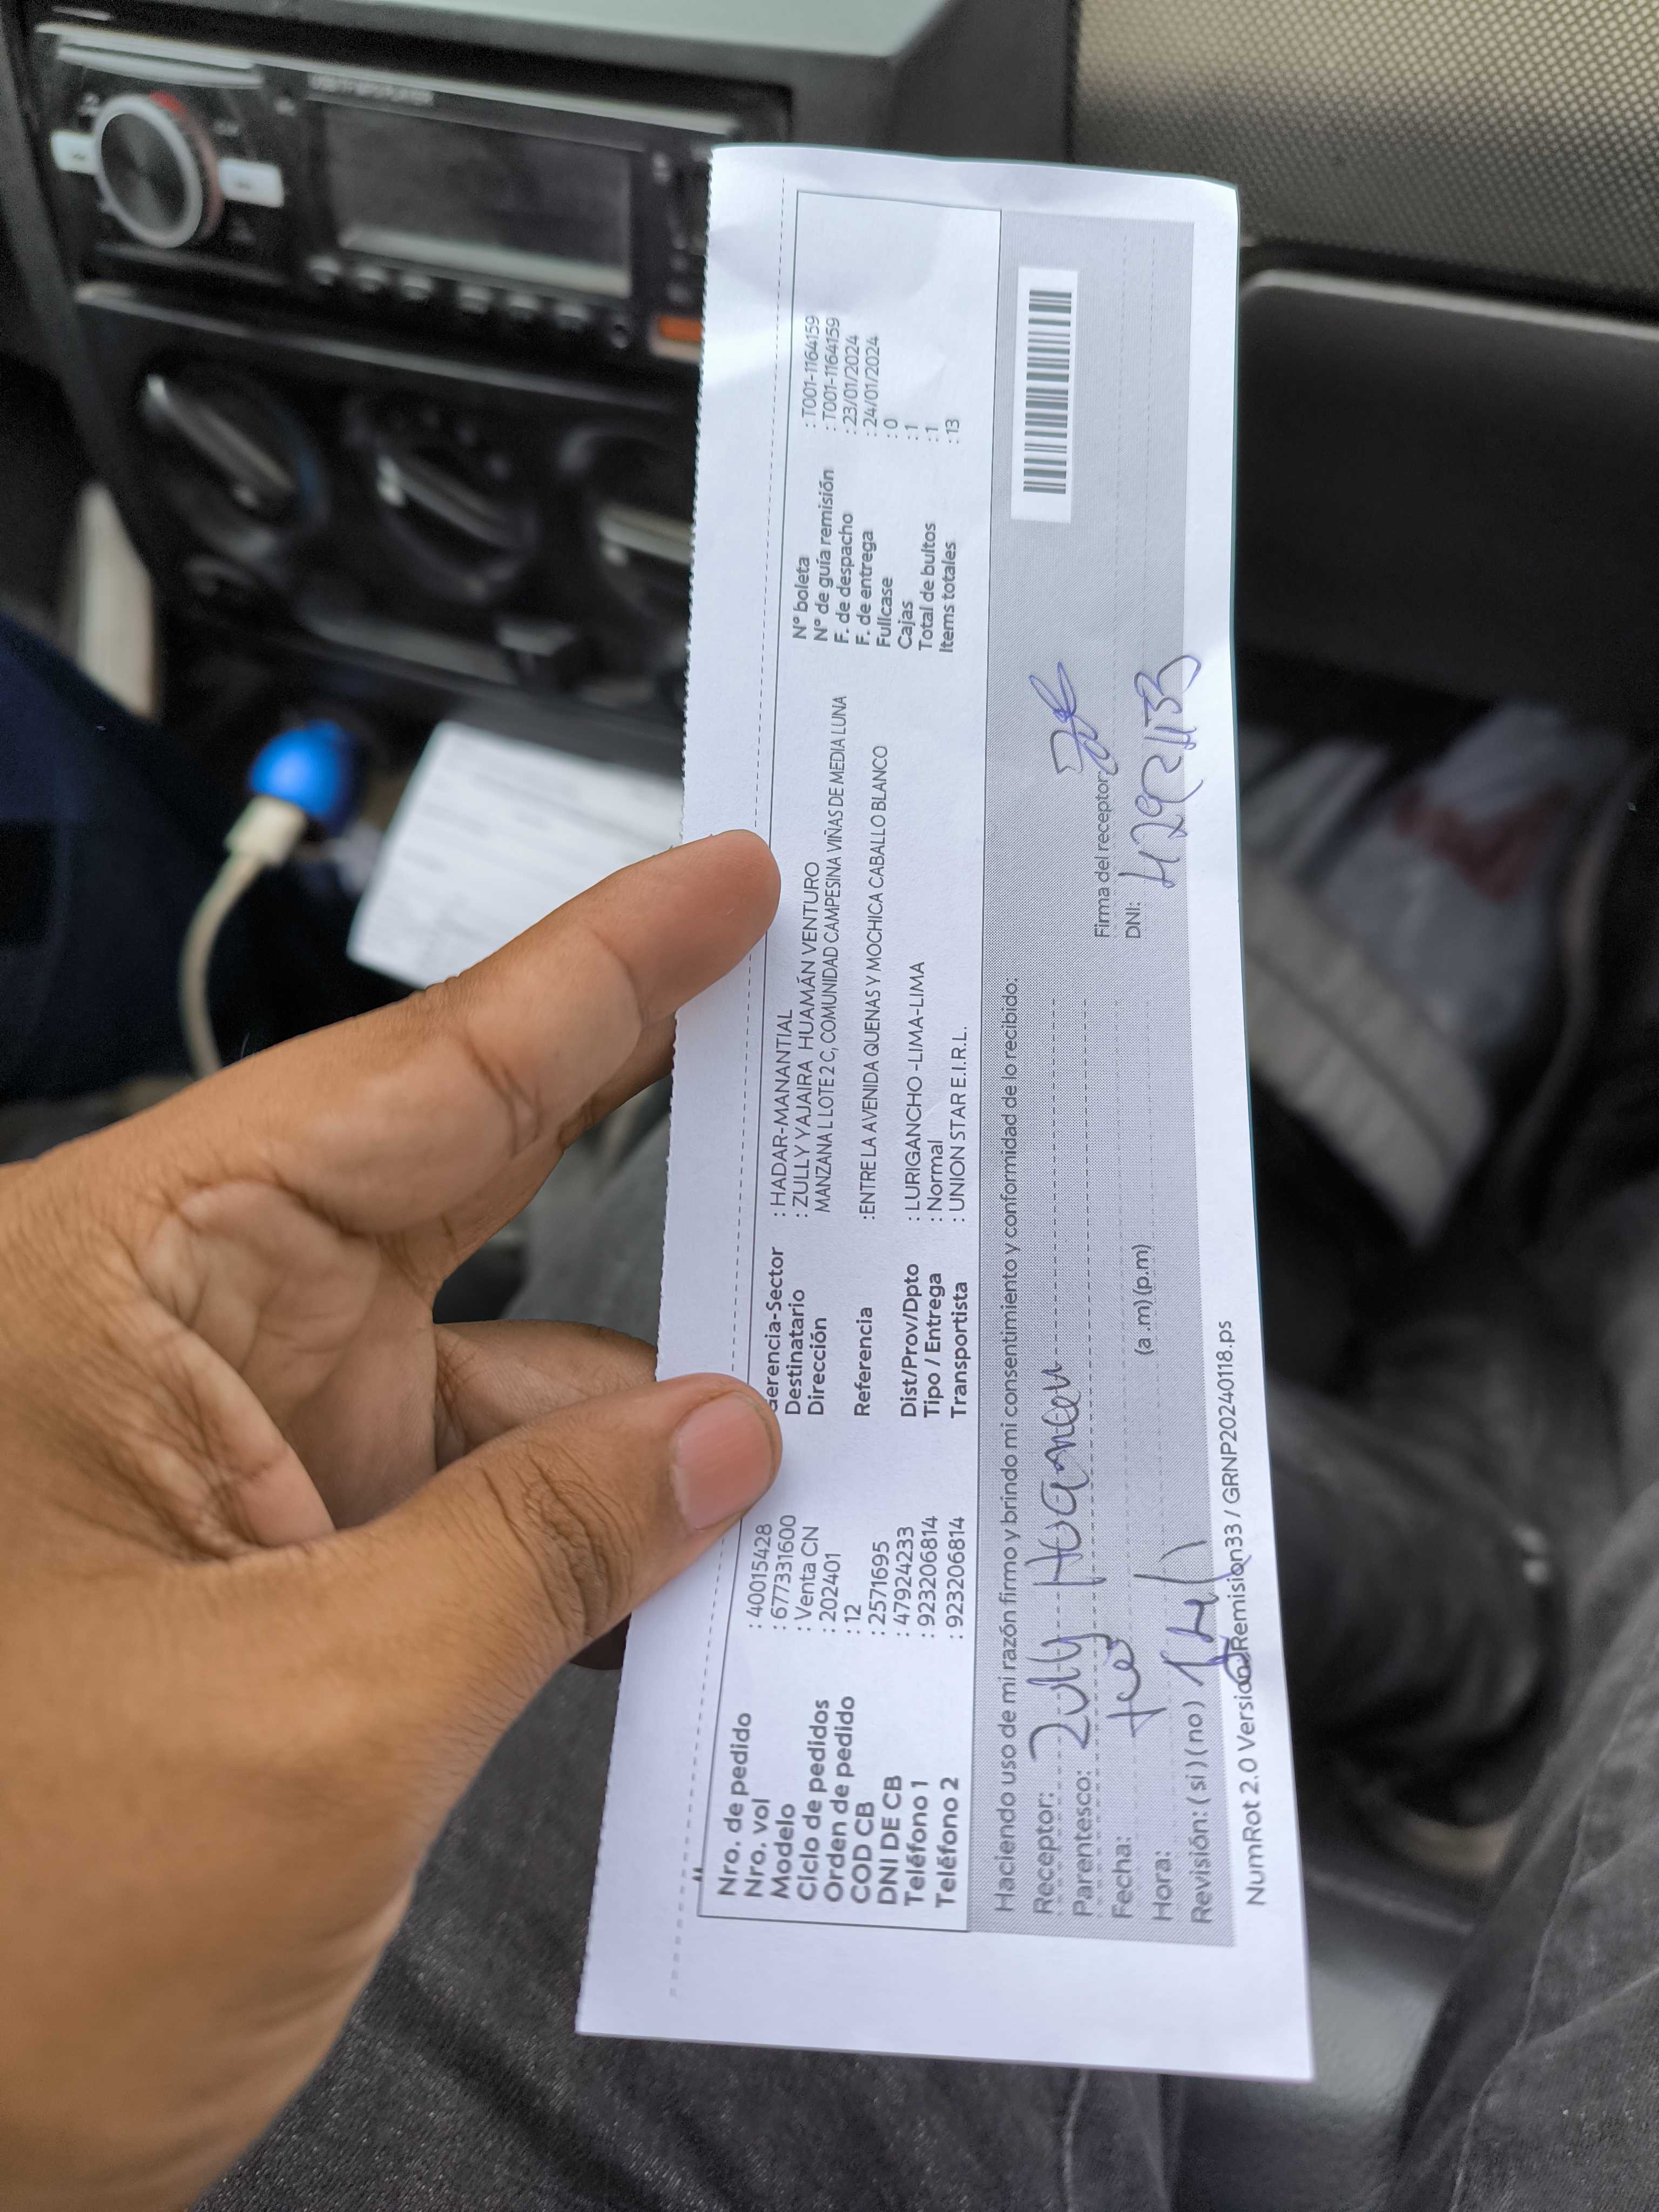 Nro. de pedido : 40015428
Nro. vol : 677331600
Modelo : Venta CN
Ciclo de pedidos : 202401
Orden de pedido : 12
COD CB : 2571695
DNI DE CB : 47924233
Teléfono 1 : 923206814
Teléfono 2 : 923206814
erencia-Sector : HADAR-MANANTIAL
Destinatario : ZULLY YAJAIRA HUAMÁN VENTURO
Dirección MANZANA L LOTE 2 C, COMUNIDAD CAMPESINA VIÑAS DE MEDIA LUNA
Referencia :ENTRE LA AVENIDA QUENAS Y MOCHICA CABALLO BLANCO
Dist/Prov/Dpto : LURIGANCHO -LIMA-LIMA
Tipo / Entrega : Normal
Transportista : UNION STAR E.I.R.L.
N° boleta : T001-1164159
N° de guía remisión : T001-1164159
F. de despacho : 23/01/2024
F. de entrega : 24/01/2024
Fullcase : 0
Cajas : 1
Total de bultos : 1
Items totales : 13
Haciendo uso de mi razón firmo y brindo mi consentimiento y conformidad de lo recibido:
Receptor: Zully Huaman
Parentesco:
Fecha:
Hora: (a .m) (p.m)
Revisión: ( si ) ( no )
Firma del receptor:
DNI:
NumRot 2.0 Version:Remision33 / GRNP20240118.ps